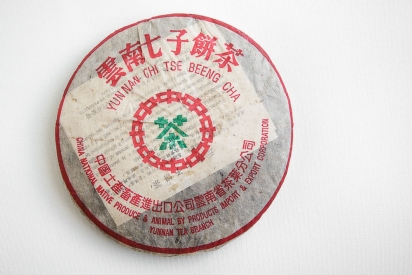 雲南七子餅茶
YUNNAN CHI TSE BEENG CHA
茶
中國土產畜產進出口公司雲南省茶葉分公司
CHINA NATIONAL NATIVE PRODUCE & ANIMAL BY PRODUCTS IMPORT & EXPORT CORPORATION
YUNNAN TEA BRANCH